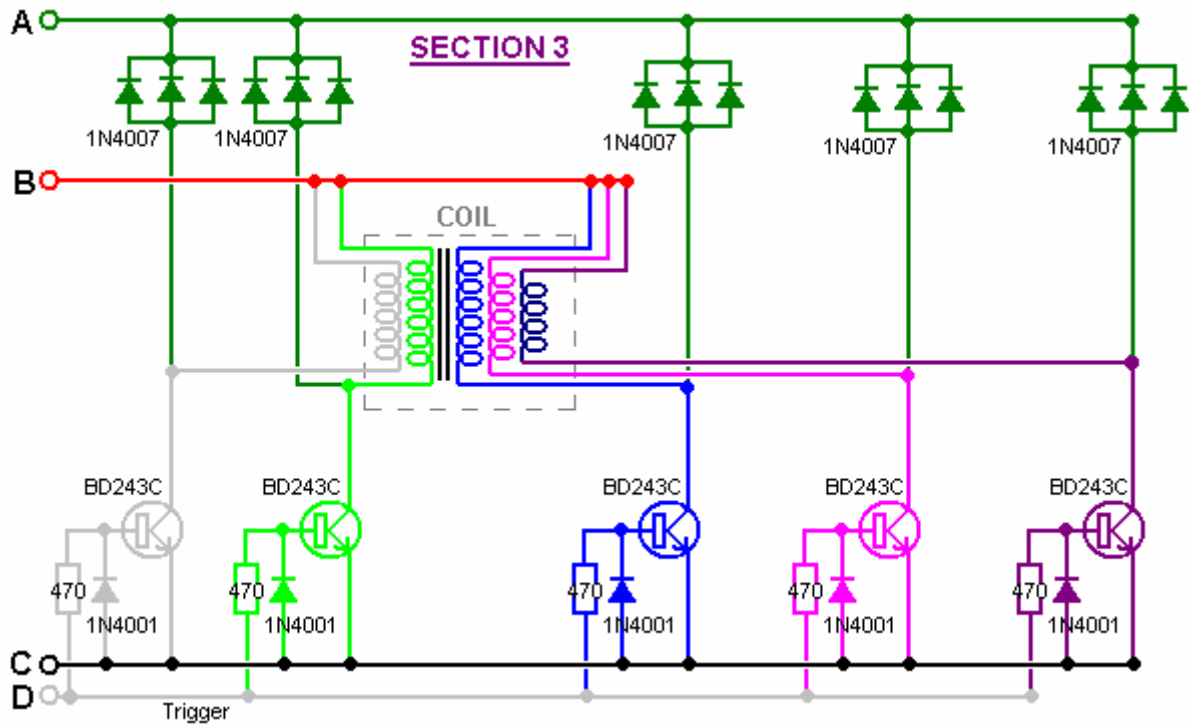 A
SECTION 3
1N4007
1N4007
1N4007
1N4007
1N4007
B
COIL
BD243C
BD243C
BD243C
BD243C
BD243C
470
470
470
470
470
1N4001
1N4001
1N4001
1N4001
1N4001
C
D
Trigger